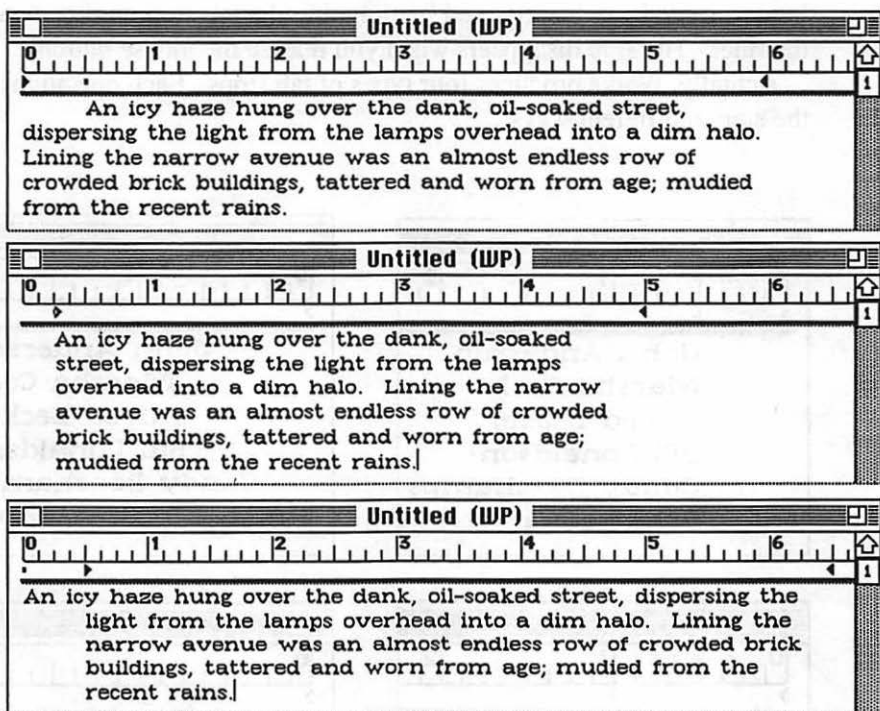 Untitled (WP)
0 1 2 3 4 5 6
1
An icy haze hung over the dank, oil-soaked street,
dispersing the light from the lamps overhead into a dim halo.
Lining the narrow avenue was an almost endless row of
crowded brick buildings, tattered and worn from age; mudied
from the recent rains.
Untitled (WP)
0 1 2 3 4 5 6
1
An icy haze hung over the dank, oil-soaked
street, dispersing the light from the lamps
overhead into a dim halo. Lining the narrow
avenue was an almost endless row of crowded
brick buildings, tattered and worn from age;
mudied from the recent rains.
Untitled (WP)
0 1 2 3 4 5 6
1
An icy haze hung over the dank, oil-soaked street, dispersing the
light from the lamps overhead into a dim halo. Lining the
narrow avenue was an almost endless row of crowded brick
buildings, tattered and worn from age; mudied from the
recent rains.